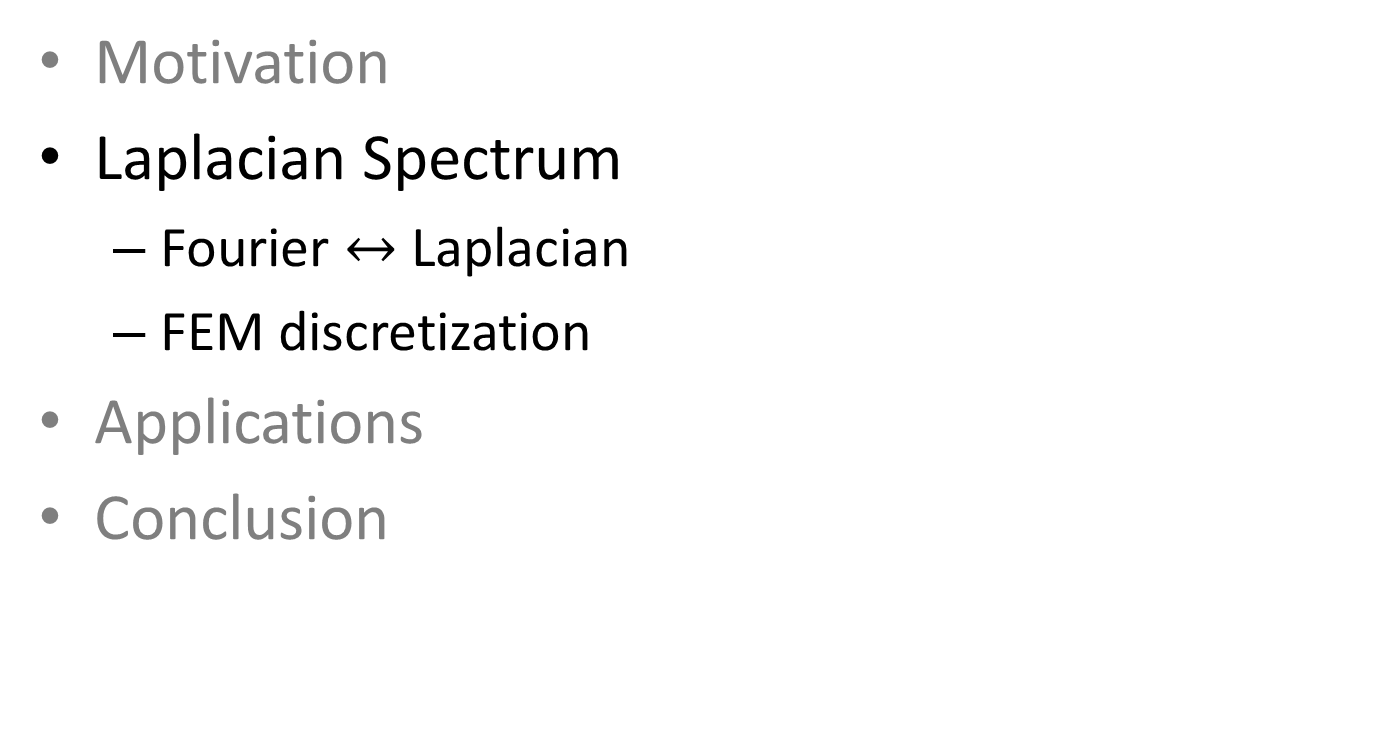 • Motivation
• Laplacian Spectrum
– Fourier ↔ Laplacian
– FEM discretization
• Applications
• Conclusion